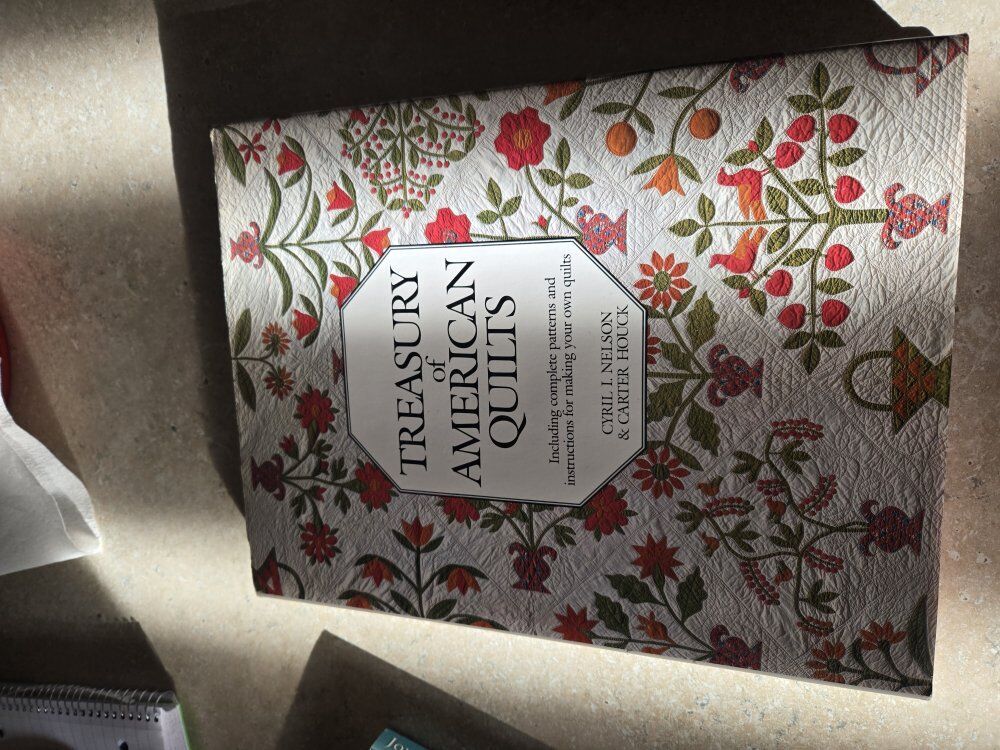 TREASURY
of
AMERICAN
QUILTS
Including complete patterns and
instructions for making your own quilts
CYRIL I. NELSON
& CARTER HOUCK